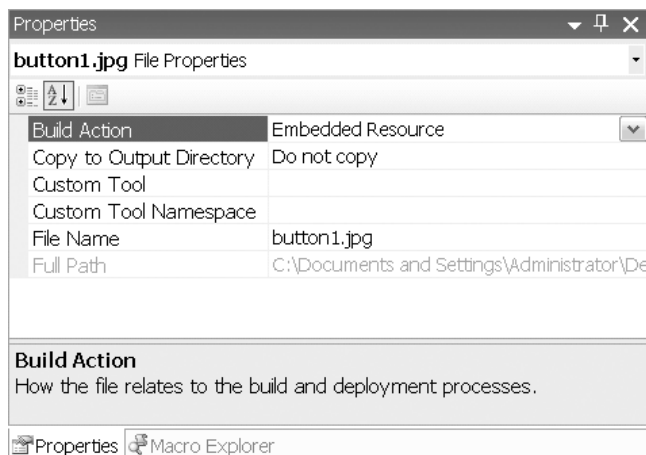 Properties
button1.jpg File Properties
Build Action Embedded Resource
Copy to Output Directory Do not copy
Custom Tool
Custom Tool Namespace
File Name button1.jpg
Full Path C:\Documents and Settings\Administrator\De
Build Action
How the file relates to the build and deployment processes.
Properties Macro Explorer